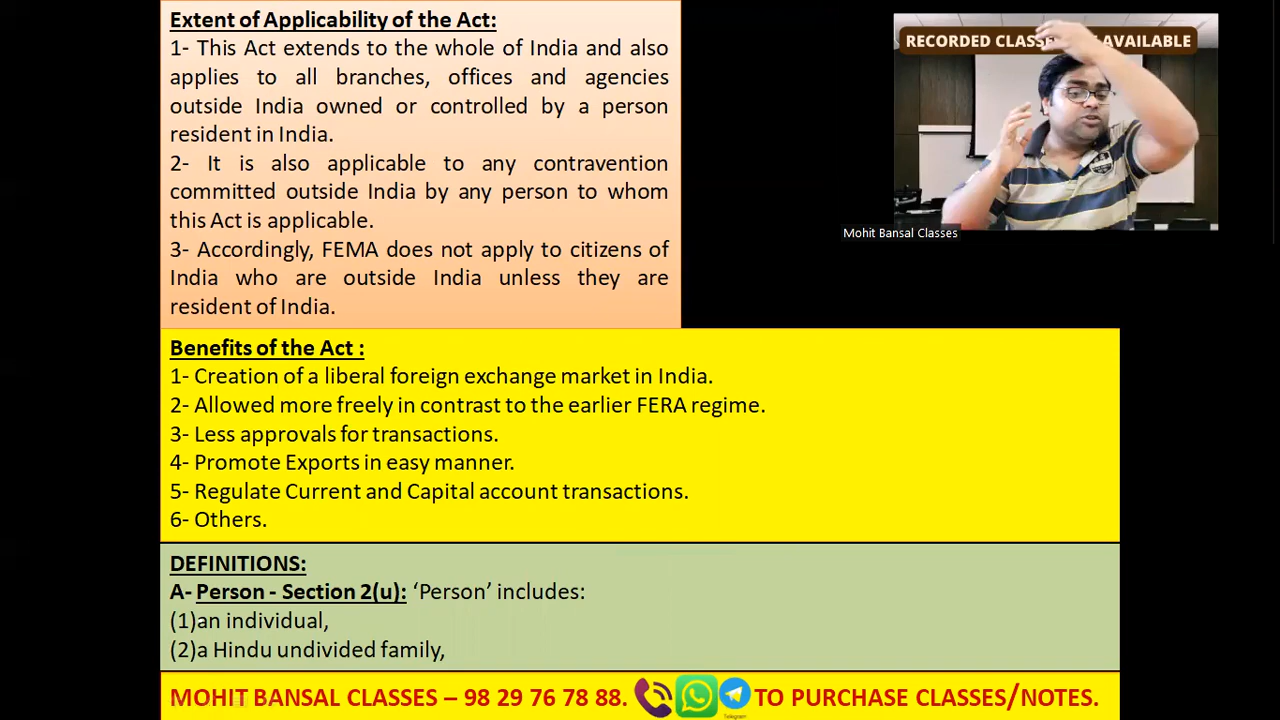 Extent of Applicability of the Act:
1- This Act extends to the whole of India and also
applies to all branches, offices and agencies
outside India owned or controlled by a person
resident in India.
2- It is also applicable to any contravention
committed outside India by any person to whom
this Act is applicable.
3- Accordingly, FEMA does not apply to citizens of
India who are outside India unless they are
resident of India.
RECORDED AVAILABLE
Mohit Bansal Classes
Benefits of the Act :
1- Creation of a liberal foreign exchange market in India.
2- Allowed more freely in contrast to the earlier FERA regime.
3- Less approvals for transactions.
4- Promote Exports in easy manner.
5- Regulate Current and Capital account transactions.
6- Others.
DEFINITIONS:
A- Person - Section 2(u): ‘Person’ includes:
(1)an individual,
(2)a Hindu undivided family,
MOHIT BANSAL CLASSES – 98 29 76 78 88. TO PURCHASE CLASSES/NOTES.
Telegram